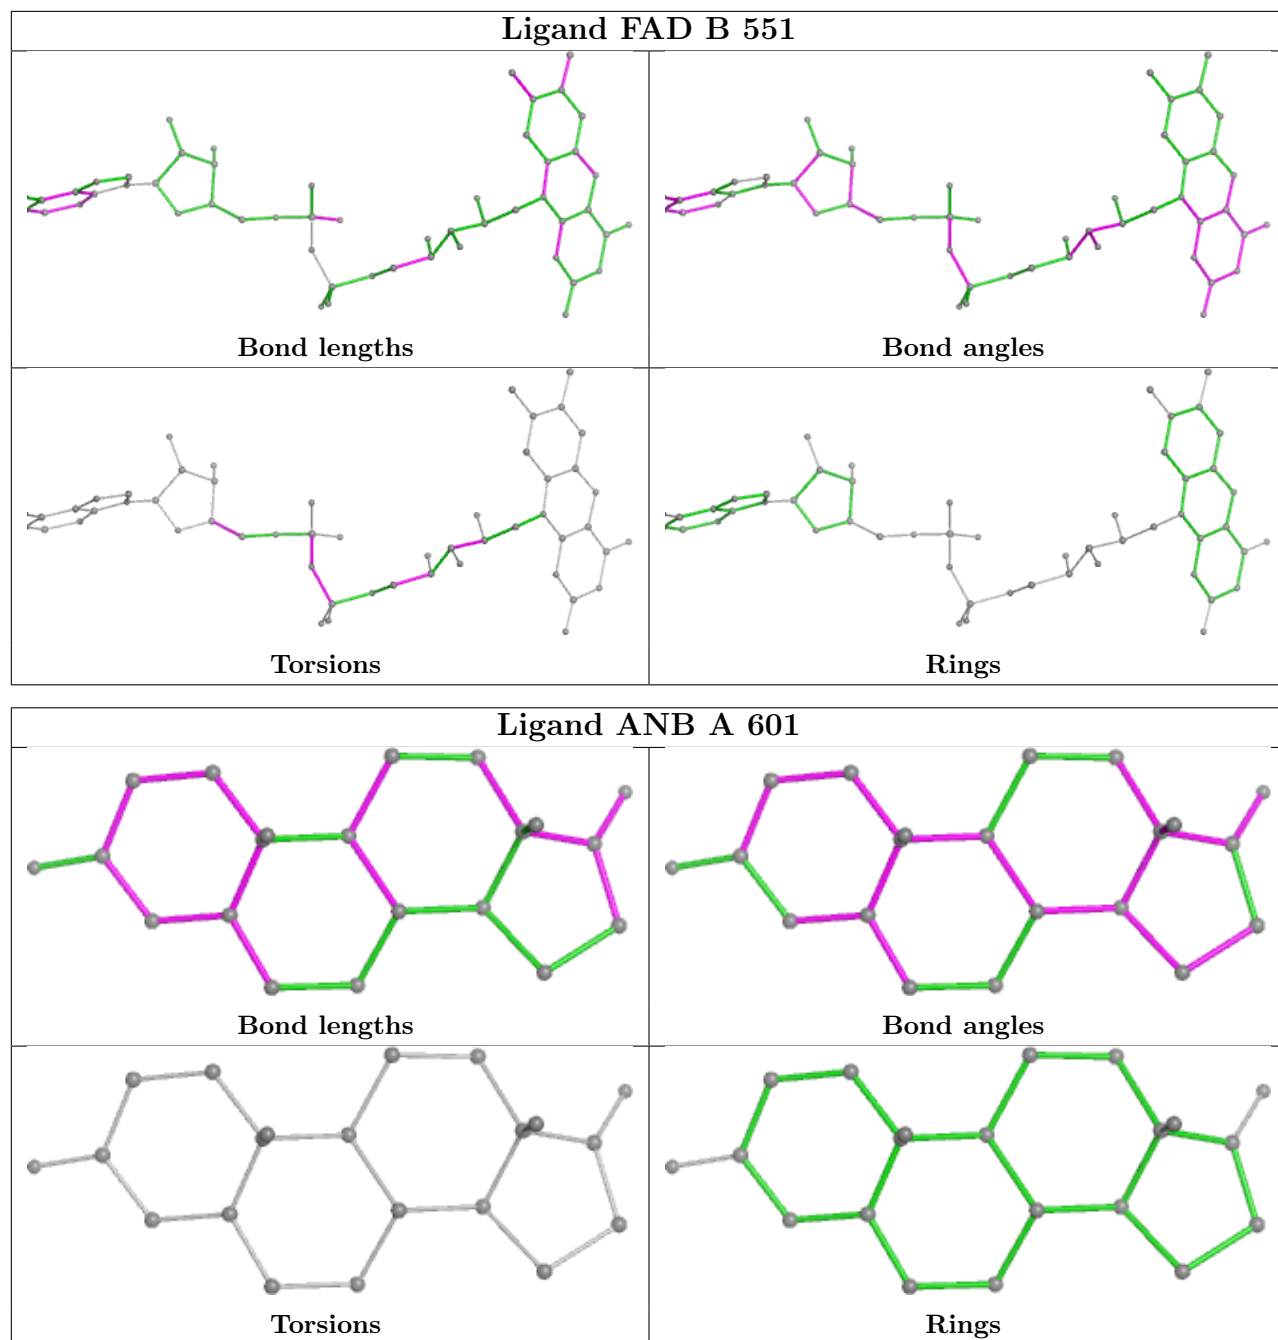 Ligand FAD B 551
Bond lengths
Bond angles
Torsions
Rings
Ligand ANB A 601
Bond lengths
Bond angles
Torsions
Rings